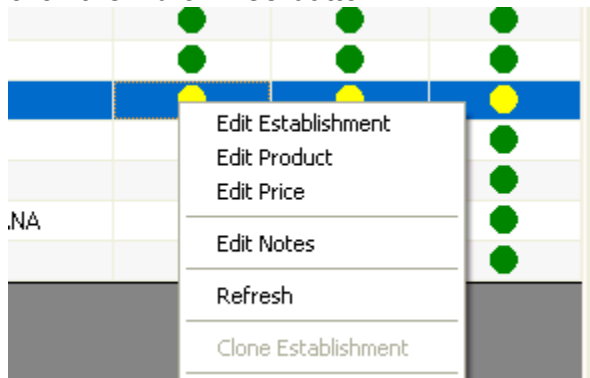 .NA
Edit Establishment
Edit Product
Edit Price
Edit Notes
Refresh
Clone Establishment